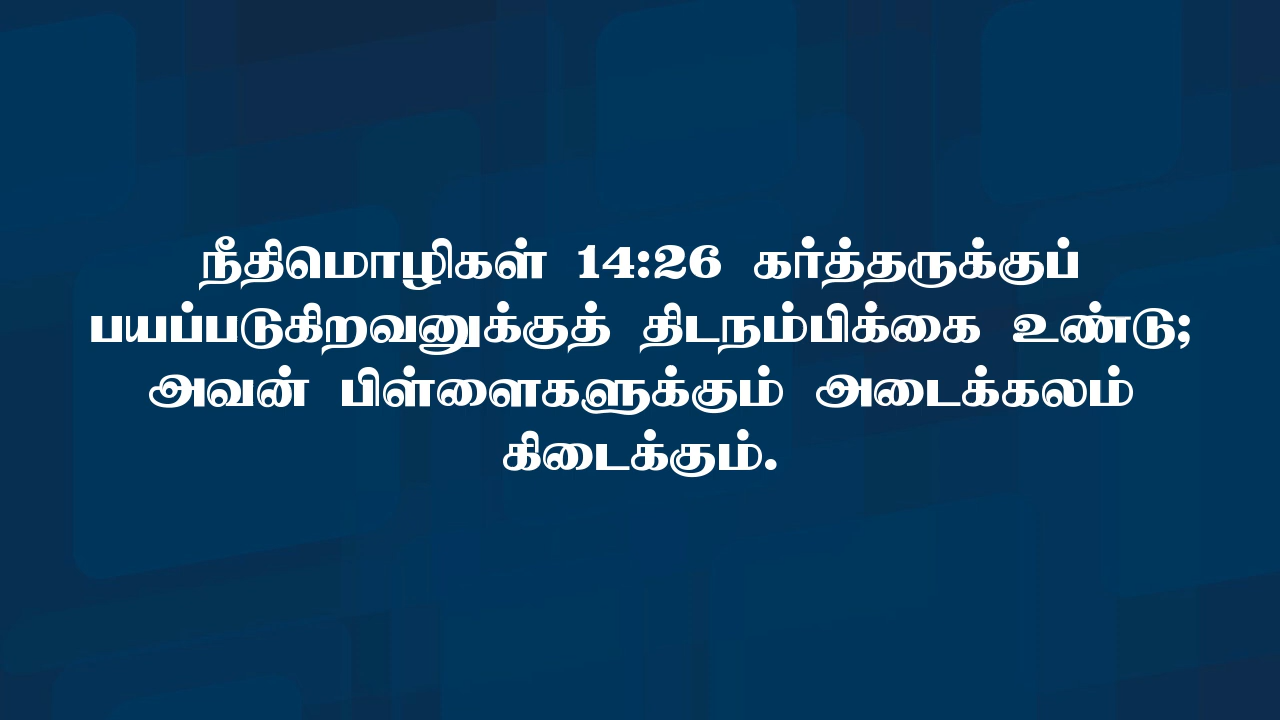 நீதிமொழிகள் 14:26 கர்த்தருக்குப்
பயப்படுகிறவனுக்குத் திடநம்பிக்கை உண்டு;
அவன் பிள்ளைகளுக்கும் அடைக்கலம்
கிடைக்கும்.